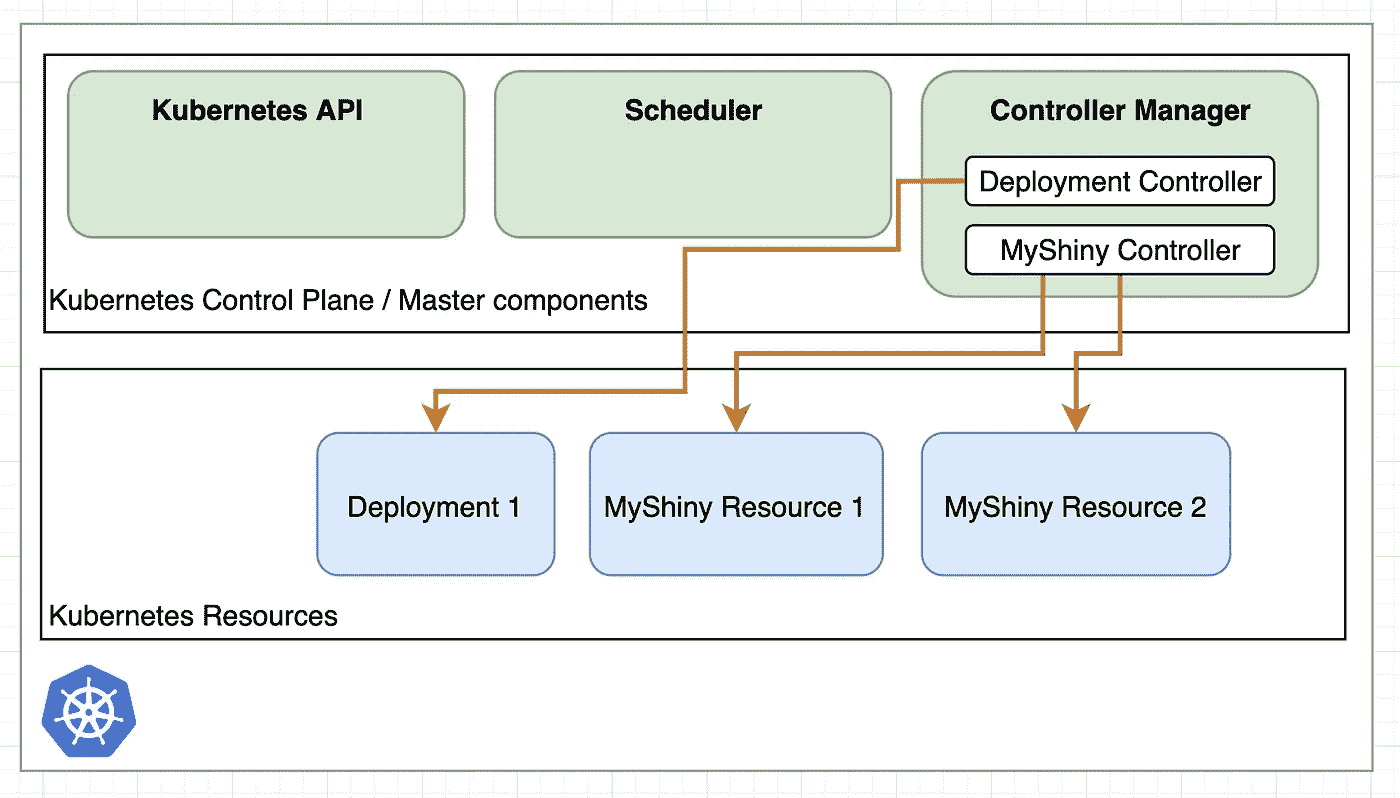 Kubernetes API
Scheduler
Controller Manager
Deployment Controller
MyShiny Controller
Kubernetes Control Plane / Master components
Deployment 1
MyShiny Resource 1
MyShiny Resource 2
Kubernetes Resources